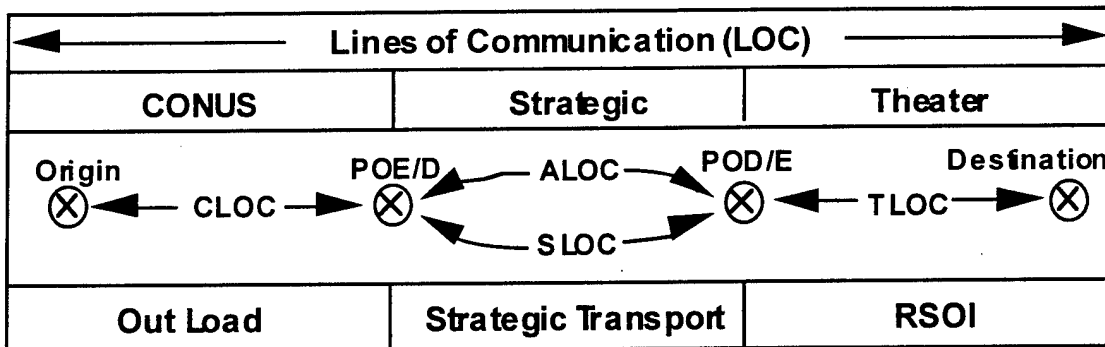 Lines of Communication (LOC)
CONUS Strategic Theater
Origin POE/D ALOC POD/E Destination
CLOC TLOC
SLOC
Out Load Strategic Transport RSOI